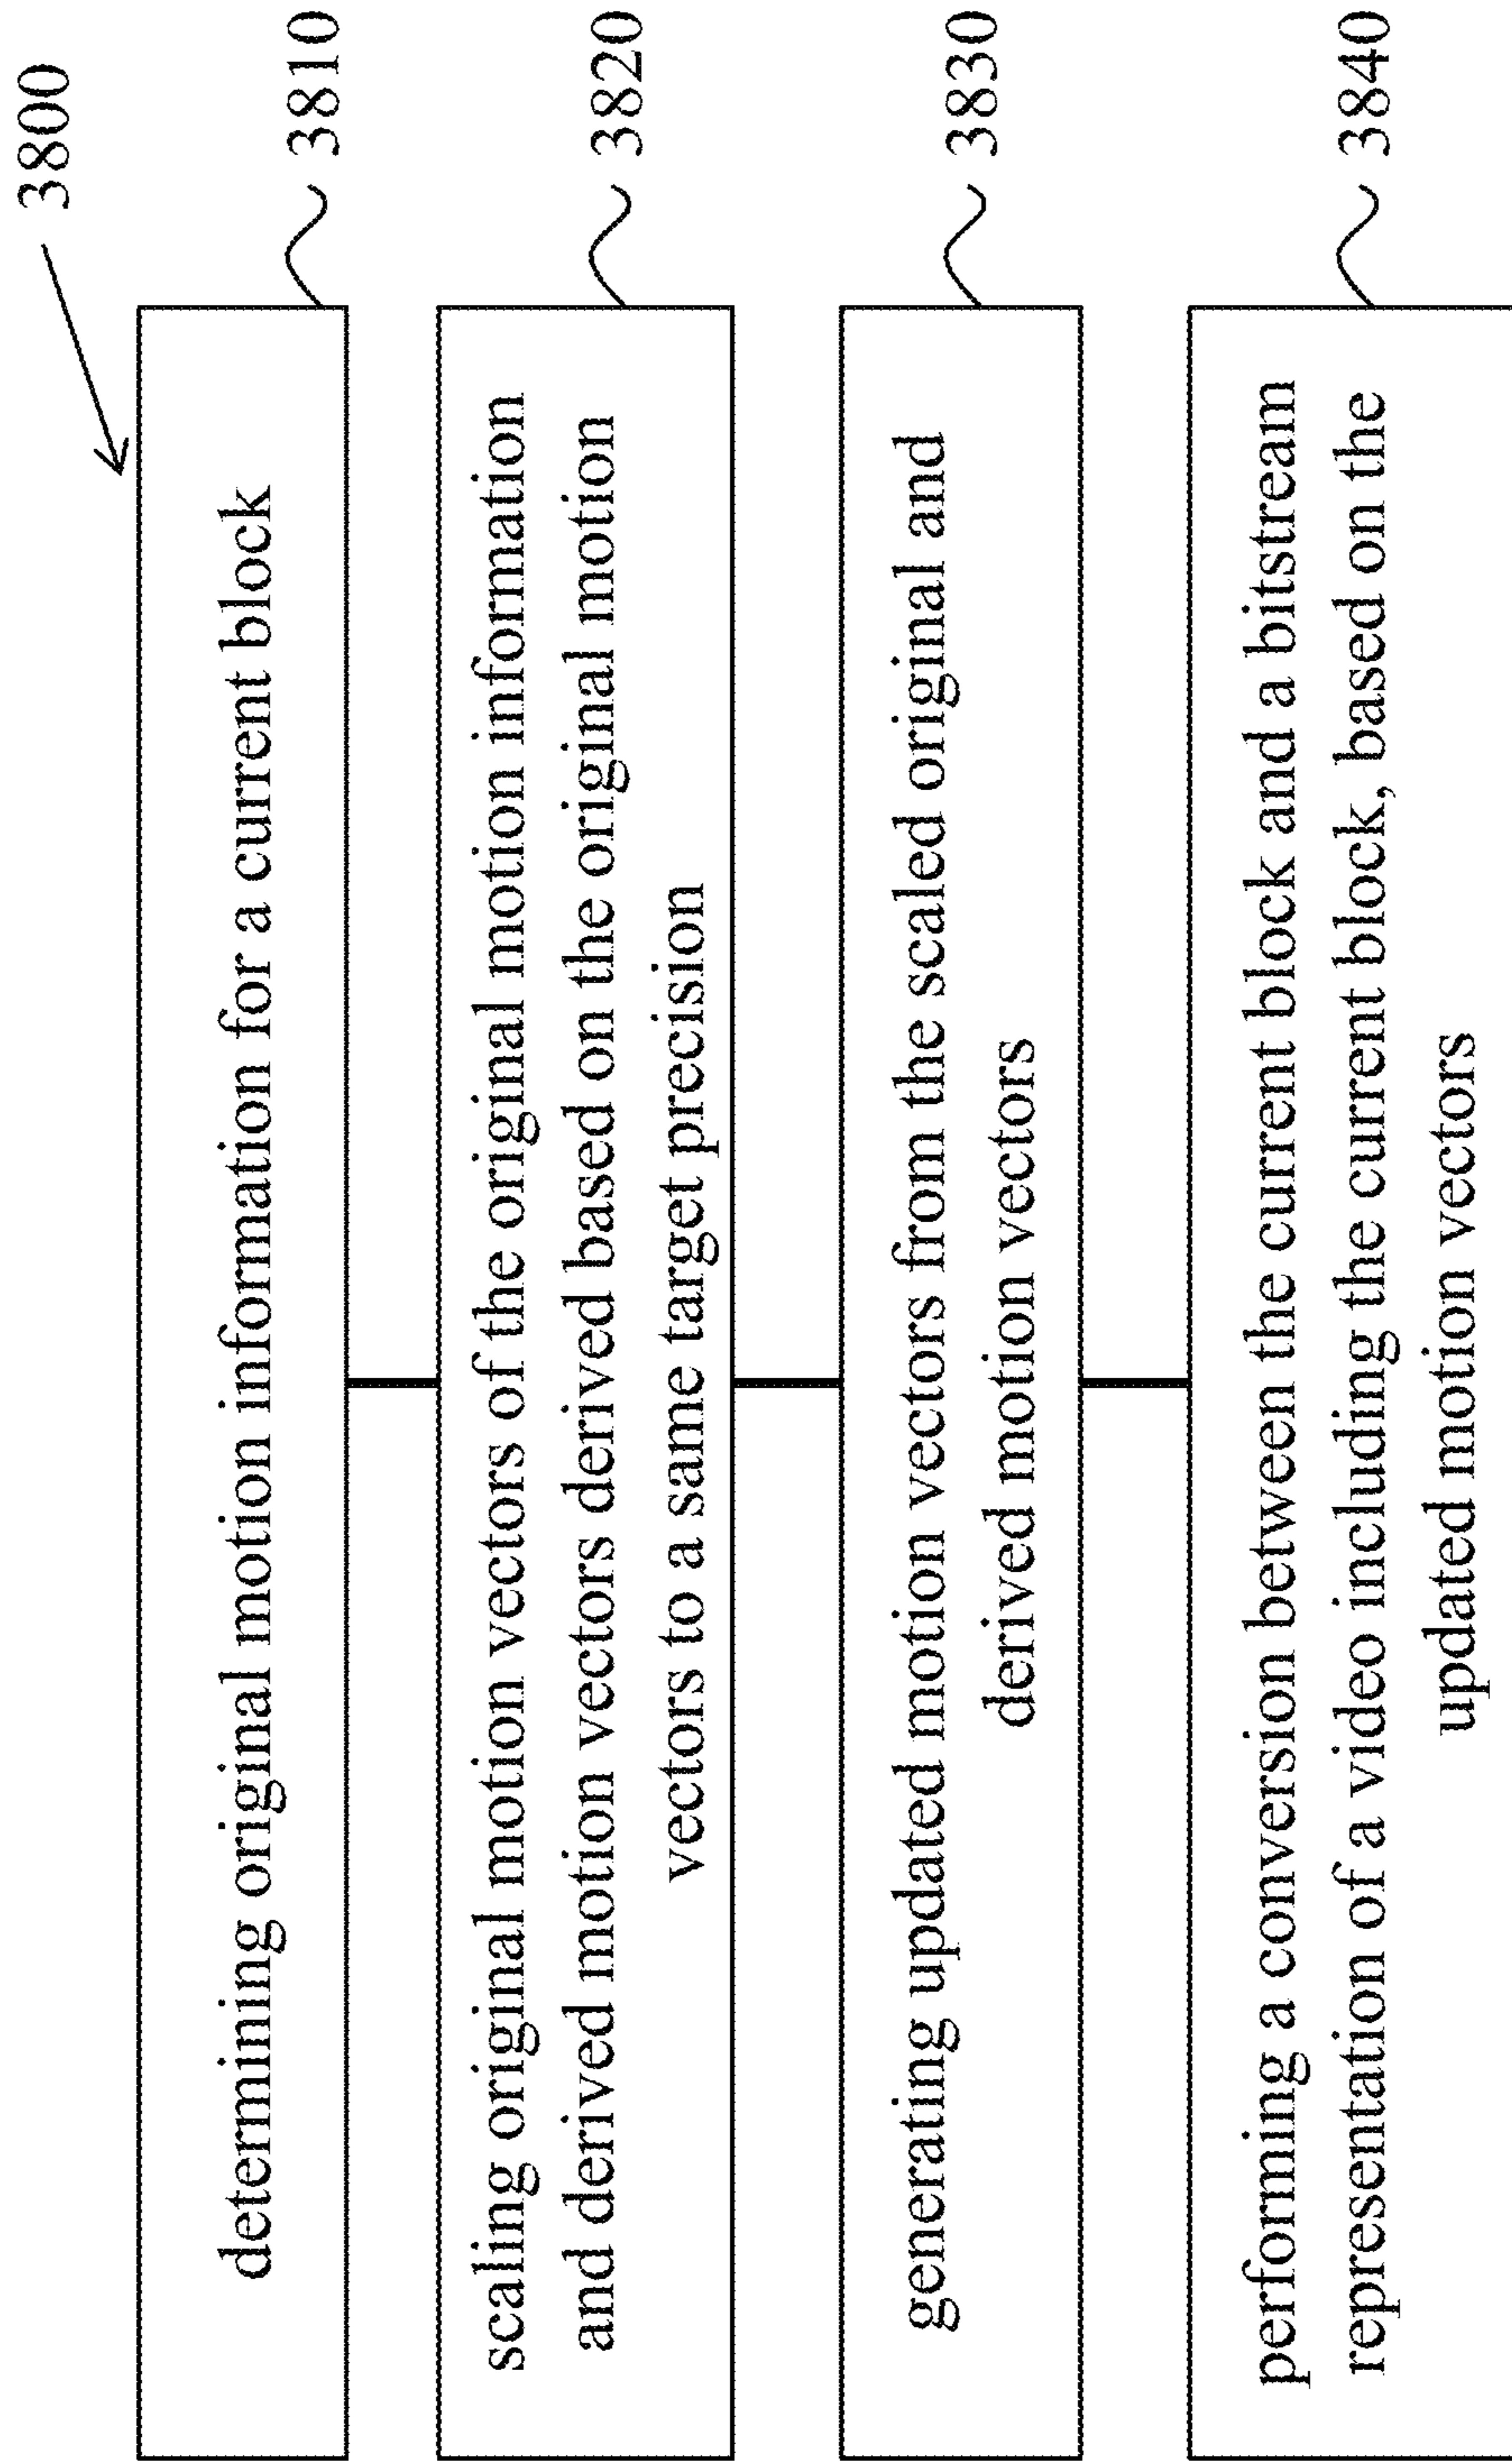 3800
determining original motion information for a current block
3810
scaling original motion vectors of the original motion information
and derived motion vectors derived based on the original motion
vectors to a same target precision
3820
generating updated motion vectors from the scaled original and
derived motion vectors
3830
performing a conversion between the current block and a bitstream
representation of a video including the current block, based on the
updated motion vectors
3840